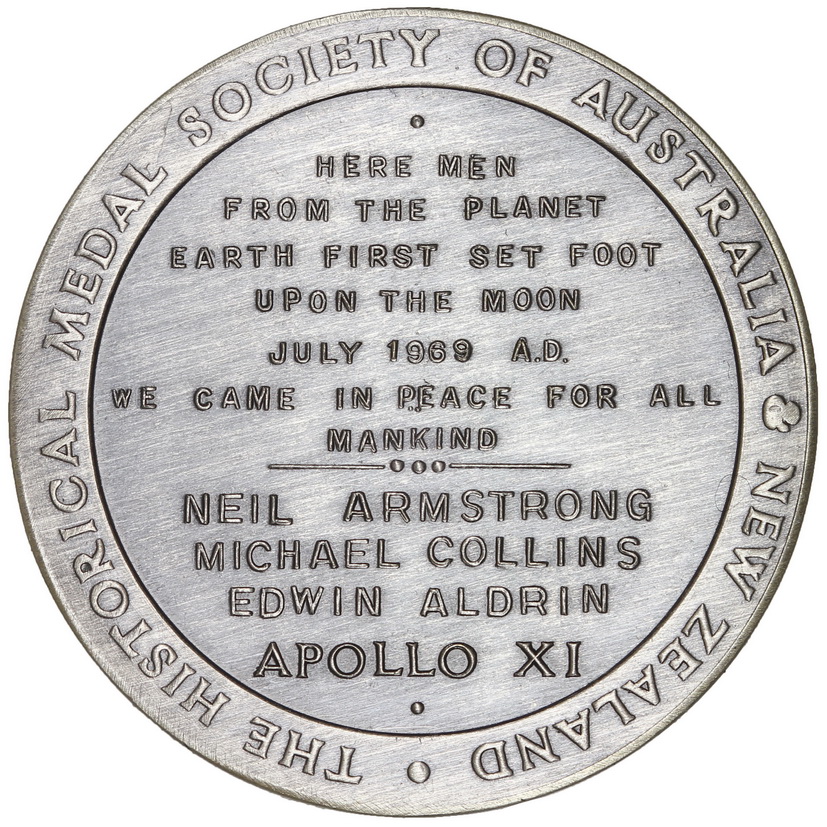 THE HISTORICAL MEDAL SOCIETY OF AUSTRALIA & NEW ZEALAND
HERE MEN
FROM THE PLANET
EARTH FIRST SET FOOT
UPON THE MOON
JULY 1969 A.D.
WE CAME IN PEACE FOR ALL
MANKIND
NEIL ARMSTRONG
MICHAEL COLLINS
EDWIN ALDRIN
APOLLO XI